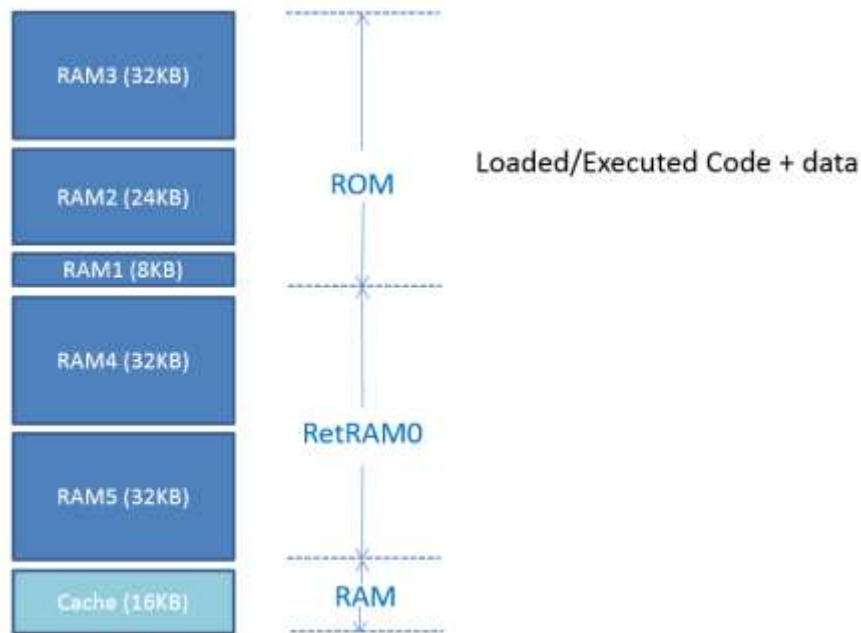 RAM3 (32KB)
ROM
Loaded/Executed Code + data
RAM2 (24KB)
RAM1 (8KB)
RAM4 (32KB)
RetRAM0
RAM5 (32KB)
Cache (16KB)
RAM